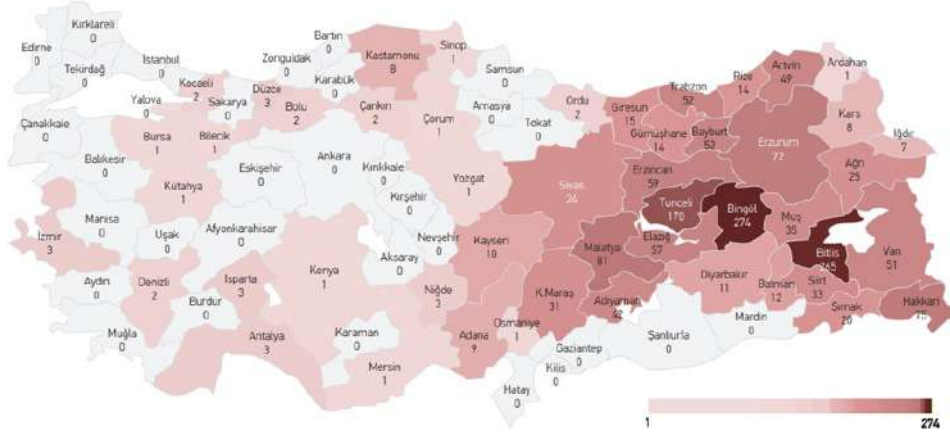 Kırklareli
0
Edirne
0
Tekirdağ
0
İstanbul
0
Kocaeli
2
Yalova
0
Sakarya
0
Düzce
3
Zonguldak
0
Bartın
0
Karabük
0
Kastamonu
8
Sinop
1
Samsun
0
Bolu
2
Çankırı
2
Çorum
1
Amasya
0
Tokat
0
Ordu
2
Giresun
15
Trabzon
52
Rize
14
Artvin
49
Ardahan
1
Kars
8
Iğdır
7
Gümüşhane
14
Bayburt
52
Erzurum
72
Ağrı
25
Çanakkale
0
Balıkesir
0
Bursa
1
Bilecik
1
Eskişehir
0
Ankara
0
Kırıkkale
0
Kırşehir
0
Yozgat
1
Sivas
24
Erzincan
59
Tunceli
170
Bingöl
274
Muş
35
Kütahya
1
Manisa
0
İzmir
3
Uşak
0
Afyonkarahisar
0
Aksaray
0
Nevşehir
0
Kayseri
10
Malatya
81
Elazığ
57
Bitlis
265
Van
51
Aydın
0
Denizli
2
Isparta
3
Burdur
0
Konya
1
Niğde
3
Adana
9
K.Maraş
31
Adıyaman
42
Diyarbakır
11
Batman
12
Siirt
33
Şırnak
20
Hakkari
Muğla
0
Antalya
3
Karaman
0
Mersin
1
Osmaniye
1
Gaziantep
0
Kilis
0
Hatay
0
Şanlıurfa
0
Mardin
0
1
274